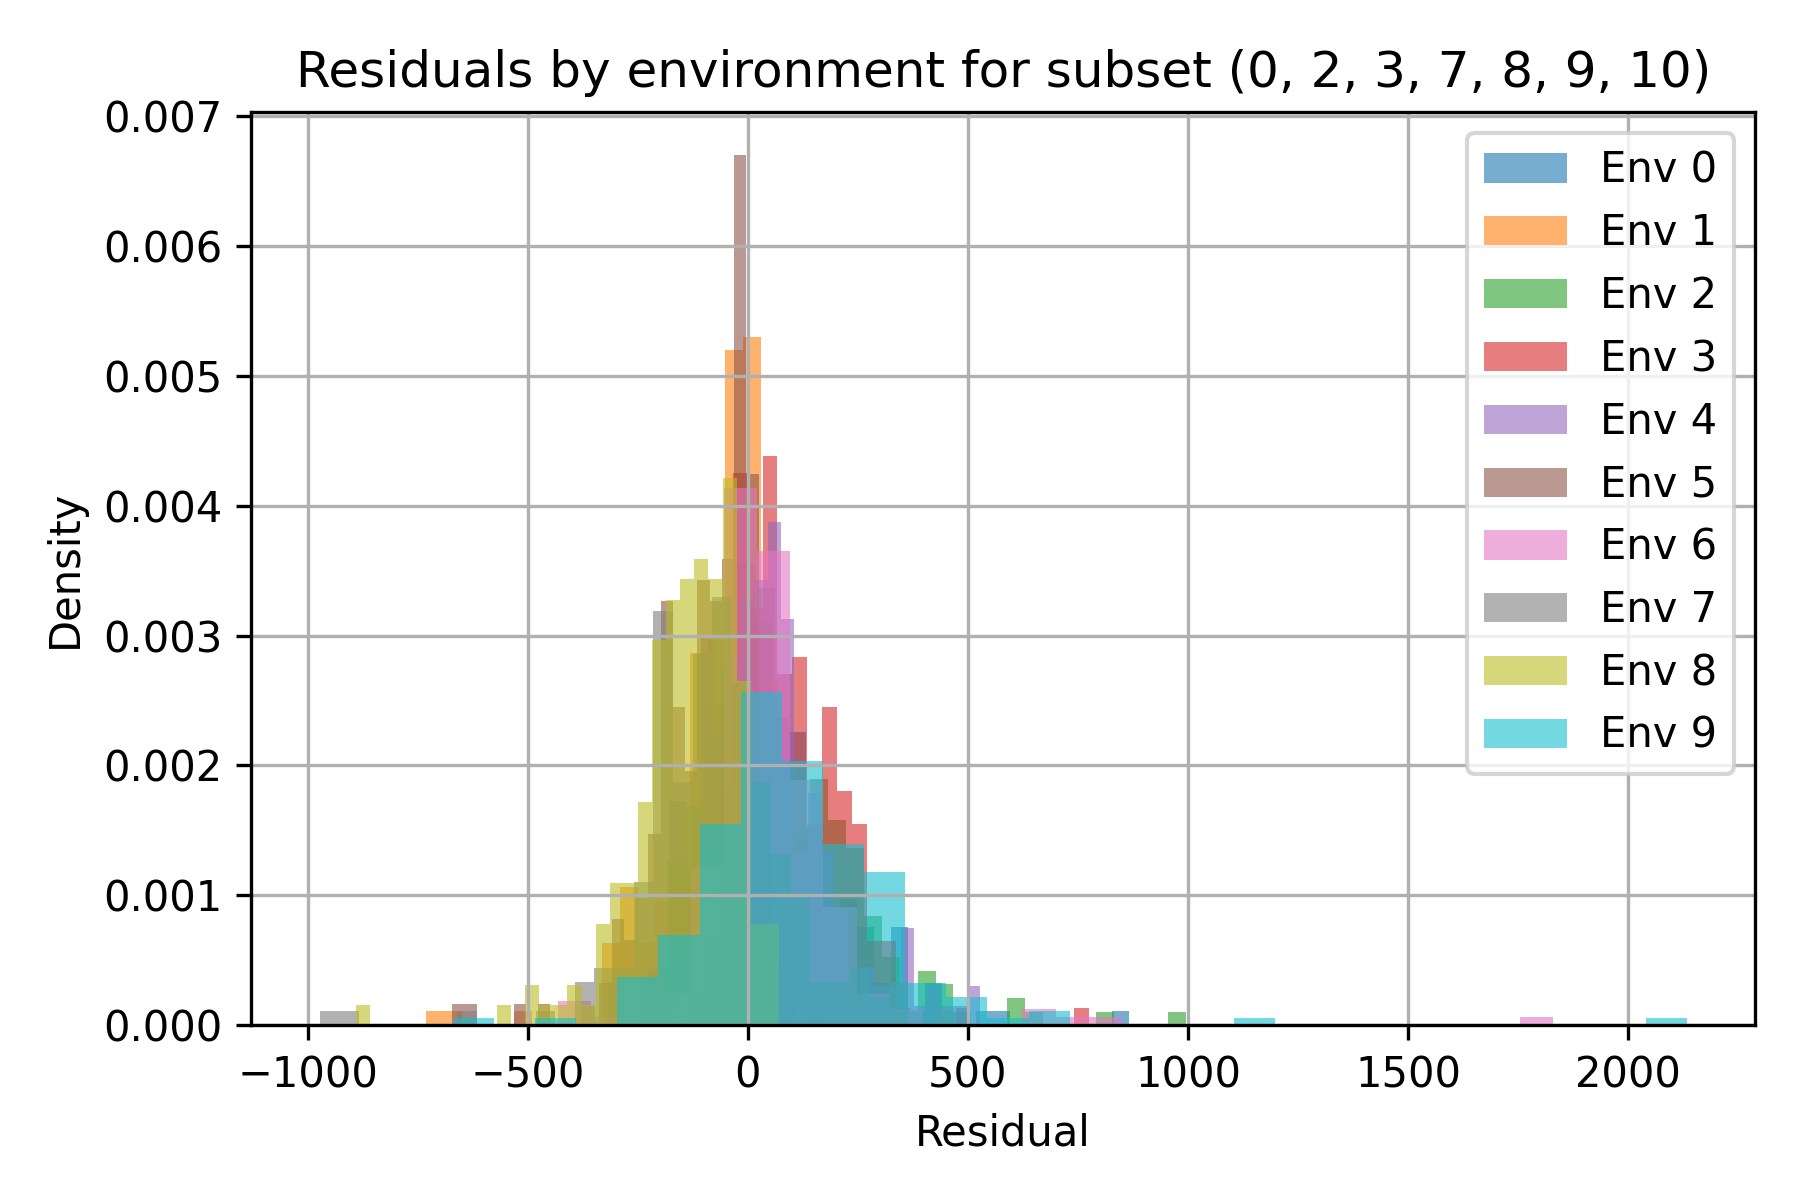 Residuals by environment for subset (0, 2, 3, 7, 8, 9, 10)
0.007
0.006
0.005
0.004
0.003
0.002
0.001
0.000
Density
−1000
−500
0
500
1000
1500
2000
Residual
Env 0
Env 1
Env 2
Env 3
Env 4
Env 5
Env 6
Env 7
Env 8
Env 9